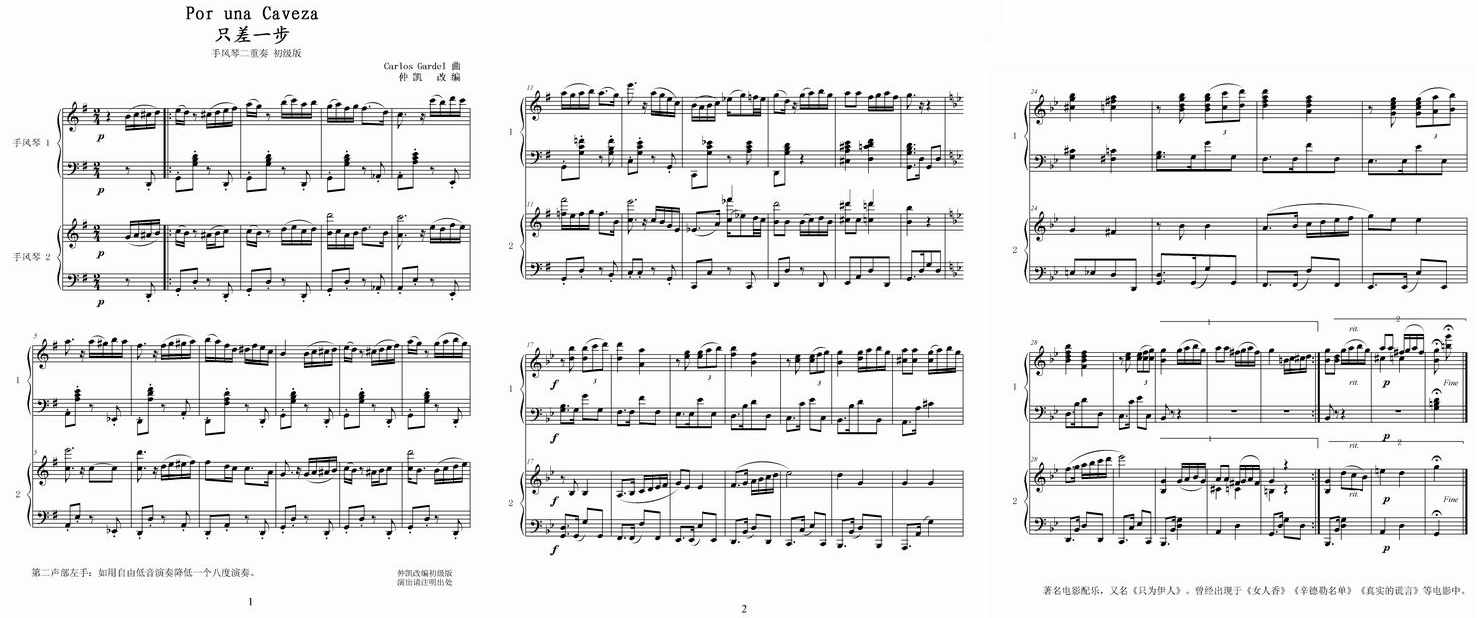 Por una Caveza
只差一步
手风琴二重奏 初级版
Carlos Gardel 曲
仲 凯 改 编
手风琴 1
p
p
手风琴 2
p
p
5
1
2
第二声部左手：如用自由低音演奏降低一个八度演奏。
仲凯改编初级版
演出请注明出处
1
11
1
11
2
17
1
f
3
3
3
f
17
2
f
f
2
24
1
3
3
24
2
28
1
3
1
2
rit.
rit.
p
Fine
p
28
2
1
2
rit.
rit.
p
Fine
p
著名电影配乐，又名《只为伊人》。曾经出现于《女人香》《辛德勒名单》《真实的谎言》等电影中。